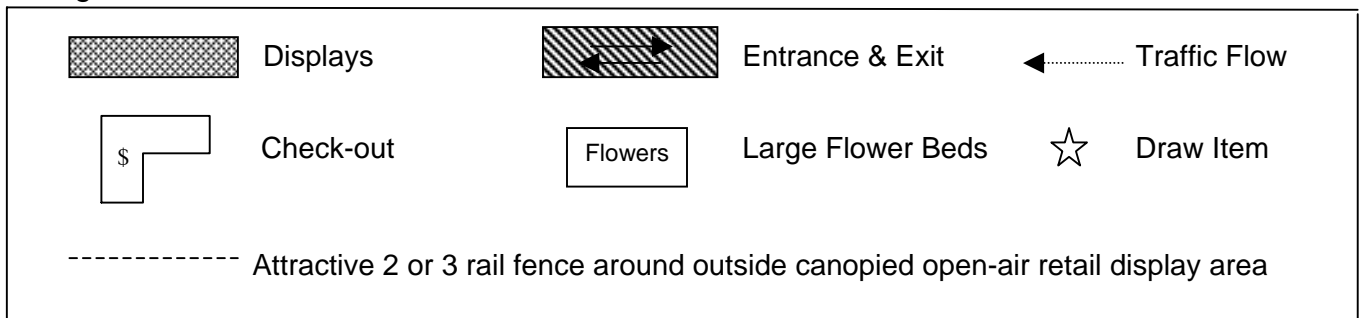 Displays Entrance & Exit Traffic Flow
$ Check-out Flowers Large Flower Beds Draw Item
Attractive 2 or 3 rail fence around outside canopied open-air retail display area